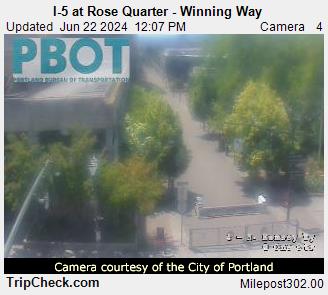 I-5 at Rose Quarter - Winning Way
Updated Jun 22 2024 12:07 PM Camera 4
PBOT
PORTLAND BUREAU OF TRANSPORTATION
Camera courtesy of the City of Portland
TripCheck.com Milepost302.00